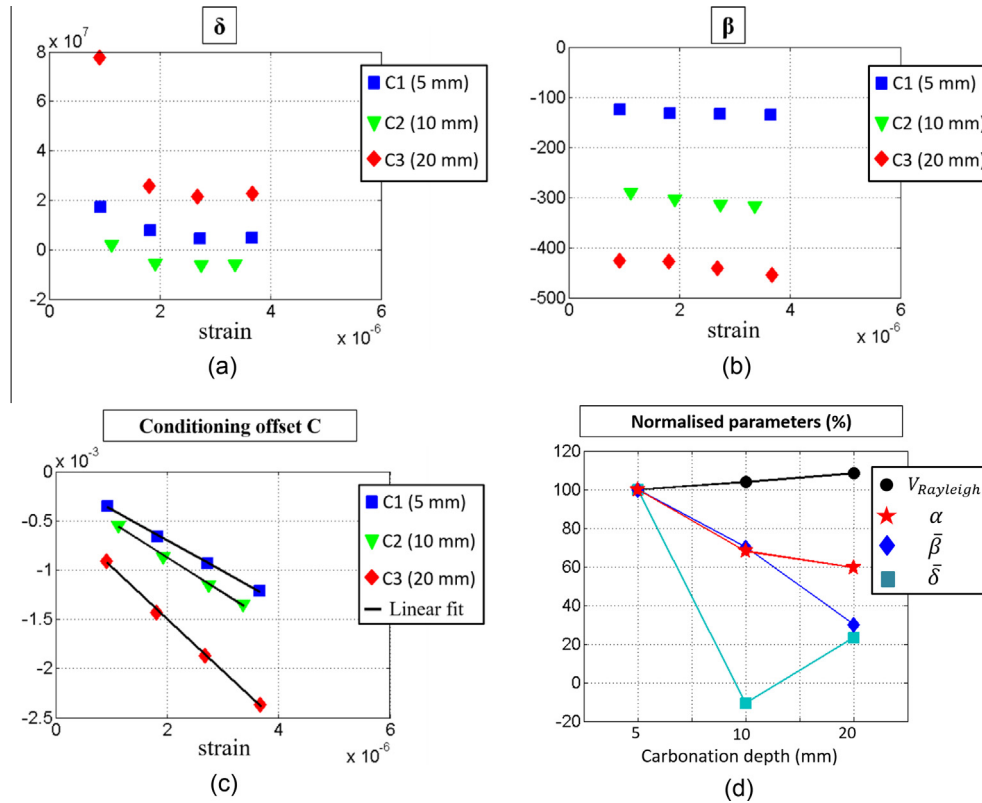 δ
x 10⁷
8
6
4
2
0
-2
0
2
4
6
x 10⁻⁶
strain
C1 (5 mm)
C2 (10 mm)
C3 (20 mm)
(a)
β
0
-100
-200
-300
-400
-500
0
2
4
6
x 10⁻⁶
strain
C1 (5 mm)
C2 (10 mm)
C3 (20 mm)
(b)
Conditioning offset C
x 10⁻³
0
-0.5
-1
-1.5
-2
-2.5
0
2
4
6
x 10⁻⁶
strain
C1 (5 mm)
C2 (10 mm)
C3 (20 mm)
Linear fit
(c)
Normalised parameters (%)
120
100
80
60
40
20
0
-20
5
10
20
Carbonation depth (mm)
V_Rayleigh
α
β̄
δ̄
(d)